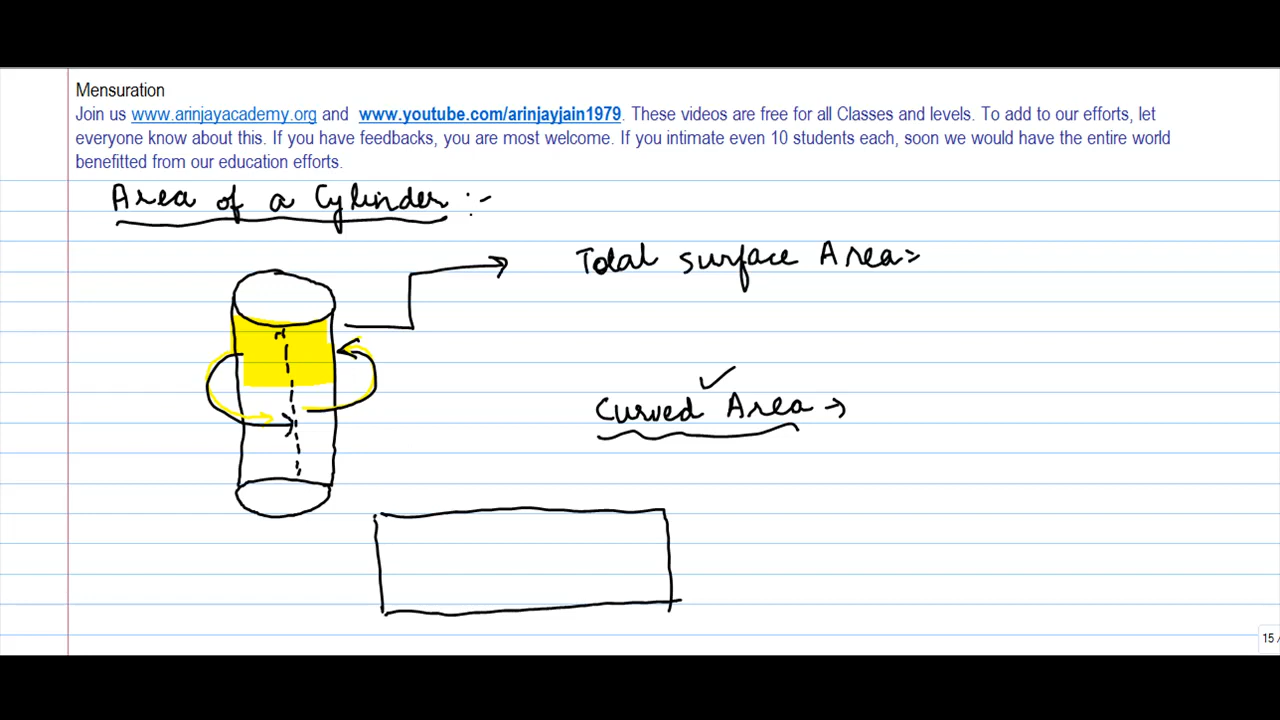 Mensuration
Join us www.arinjayacademy.org and www.youtube.com/arinjayjain1979. These videos are free for all Classes and levels. To add to our efforts, let
everyone know about this. If you have feedbacks, you are most welcome. If you intimate even 10 students each, soon we would have the entire world
benefitted from our education efforts.
Area of a Cylinder :-
Total surface Area=
Curved Area →
15/